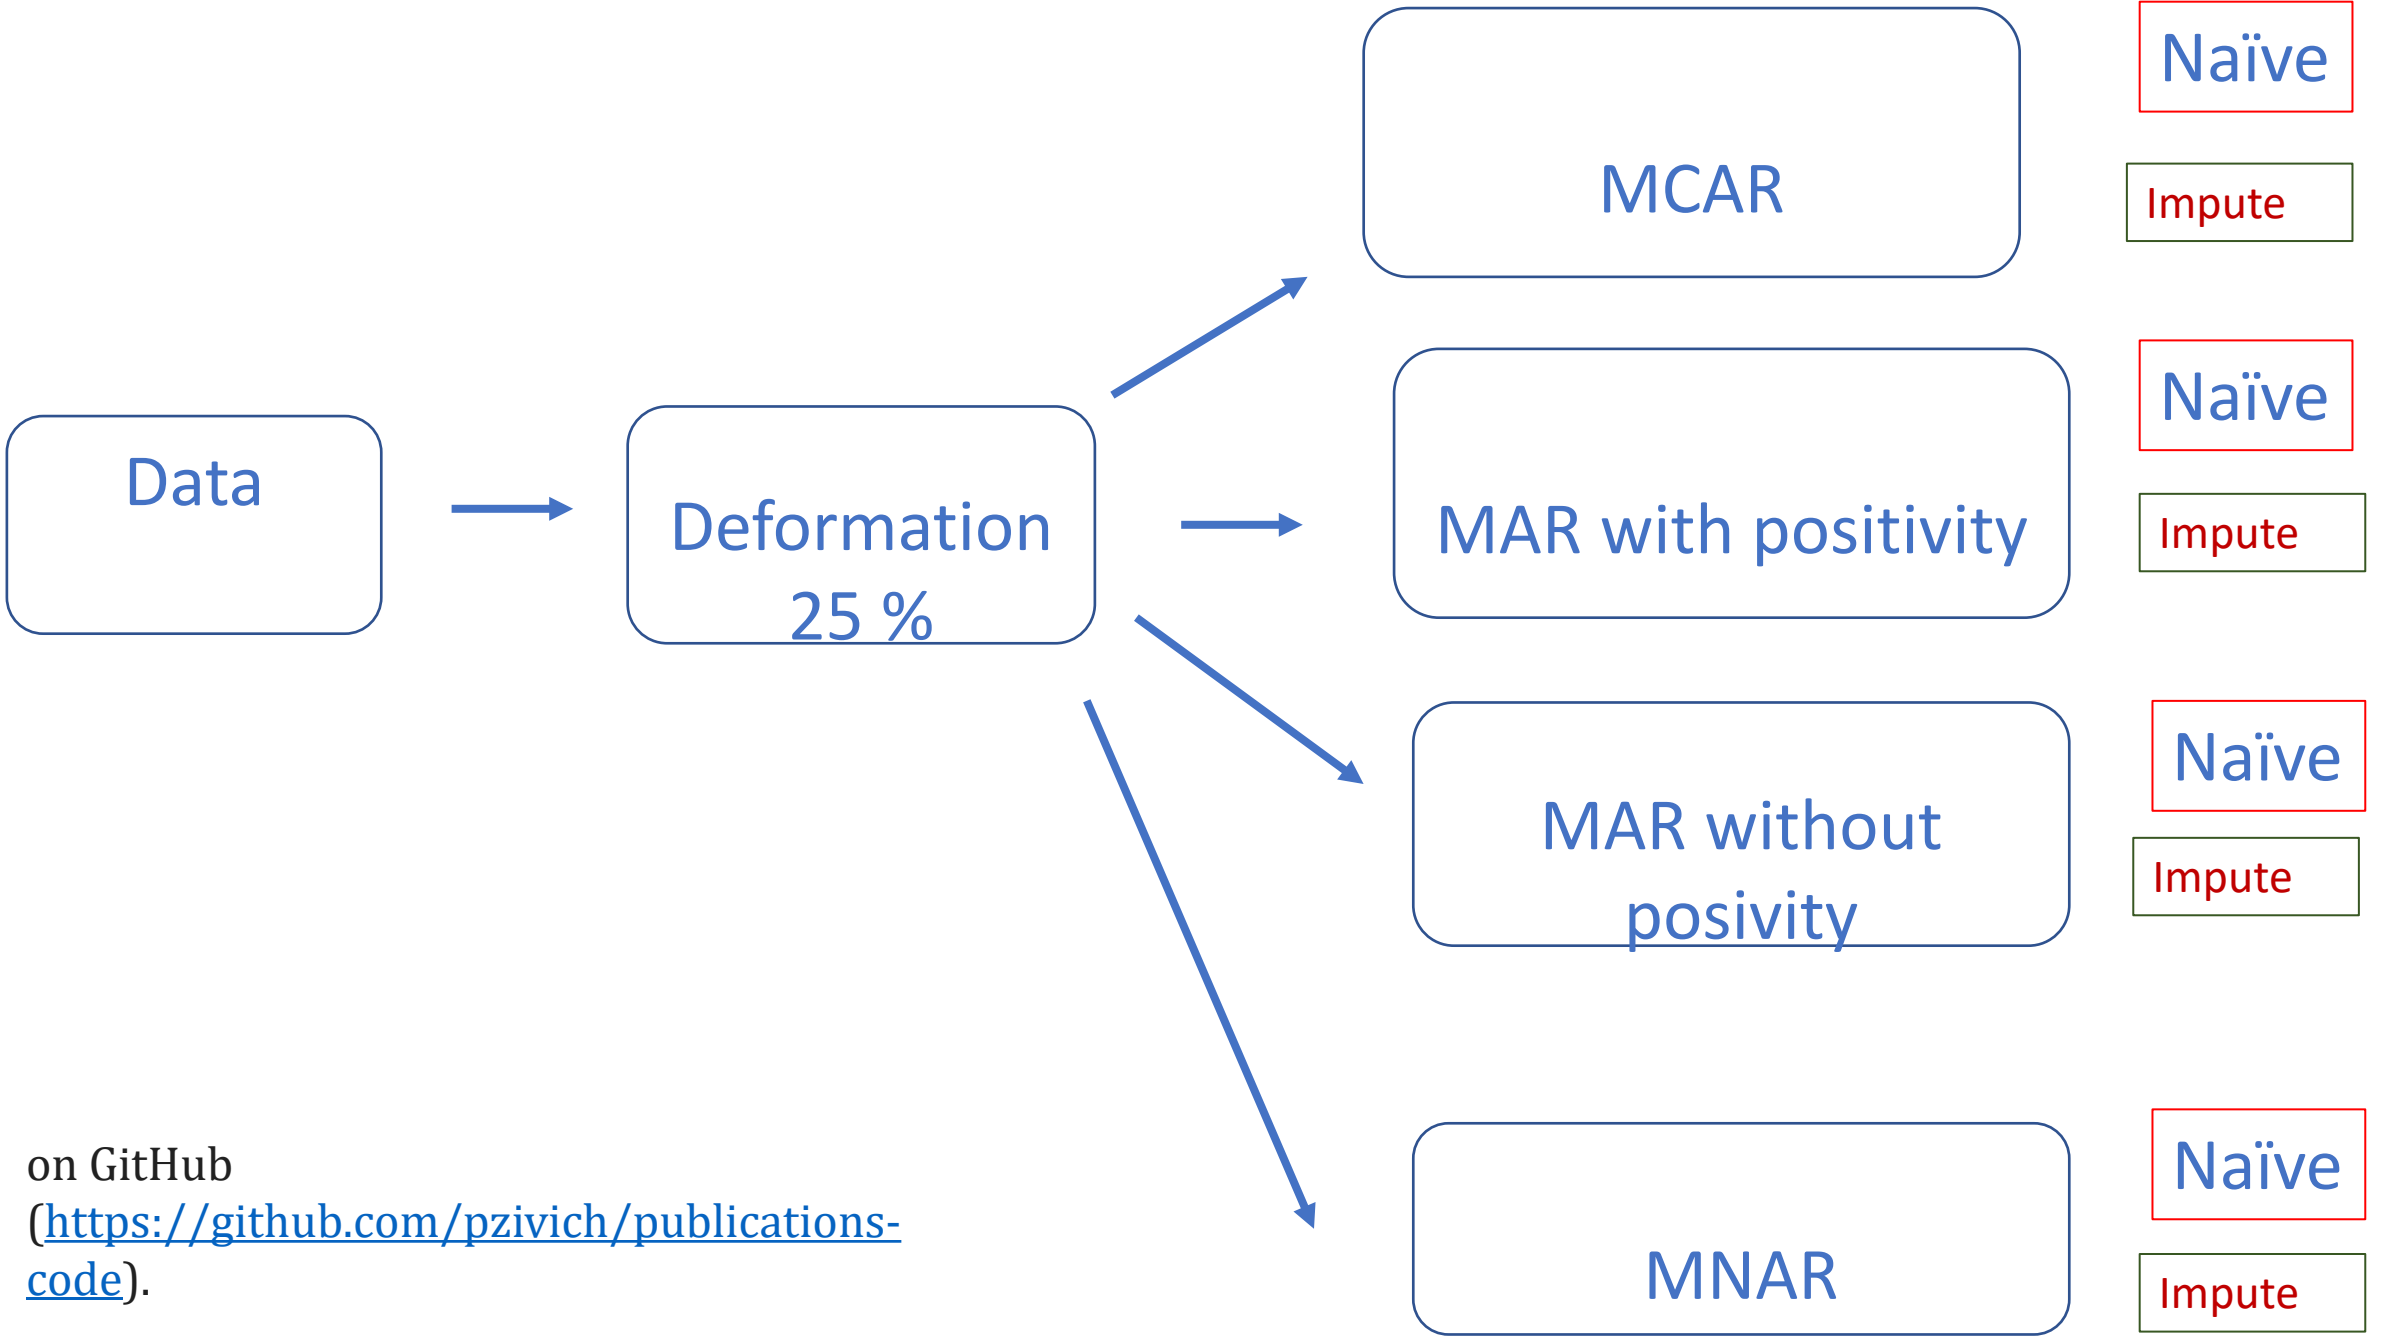 Data
Deformation
25 %
MCAR
Naïve
Impute
MAR with positivity
Naïve
Impute
MAR without
posivity
Naïve
Impute
MNAR
Naïve
Impute
on GitHub
(https://github.com/pzivich/publications-
code).